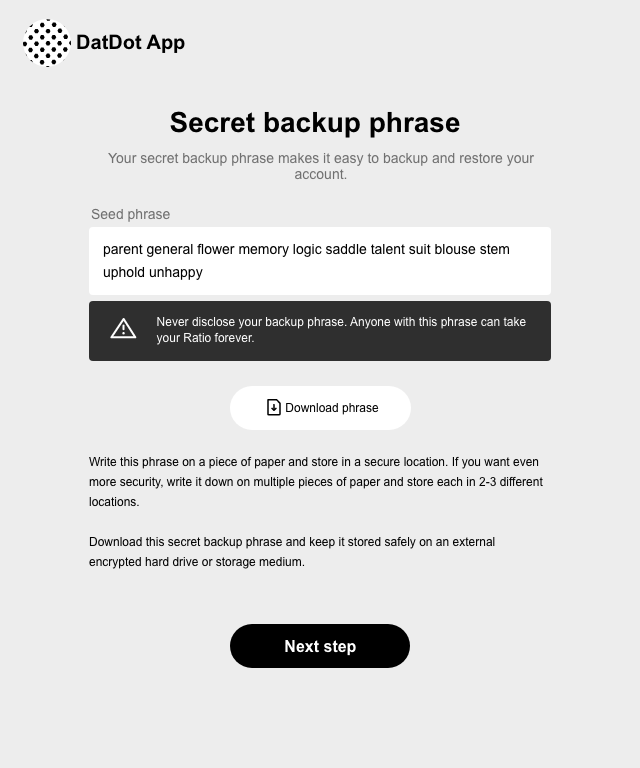 DatDot App
Secret backup phrase
Your secret backup phrase makes it easy to backup and restore your
account.
Seed phrase
parent general flower memory logic saddle talent suit blouse stem
uphold unhappy
Never disclose your backup phrase. Anyone with this phrase can take
your Ratio forever.
Download phrase
Write this phrase on a piece of paper and store in a secure location. If you want even
more security, write it down on multiple pieces of paper and store each in 2-3 different
locations.
Download this secret backup phrase and keep it stored safely on an external
encrypted hard drive or storage medium.
Next step